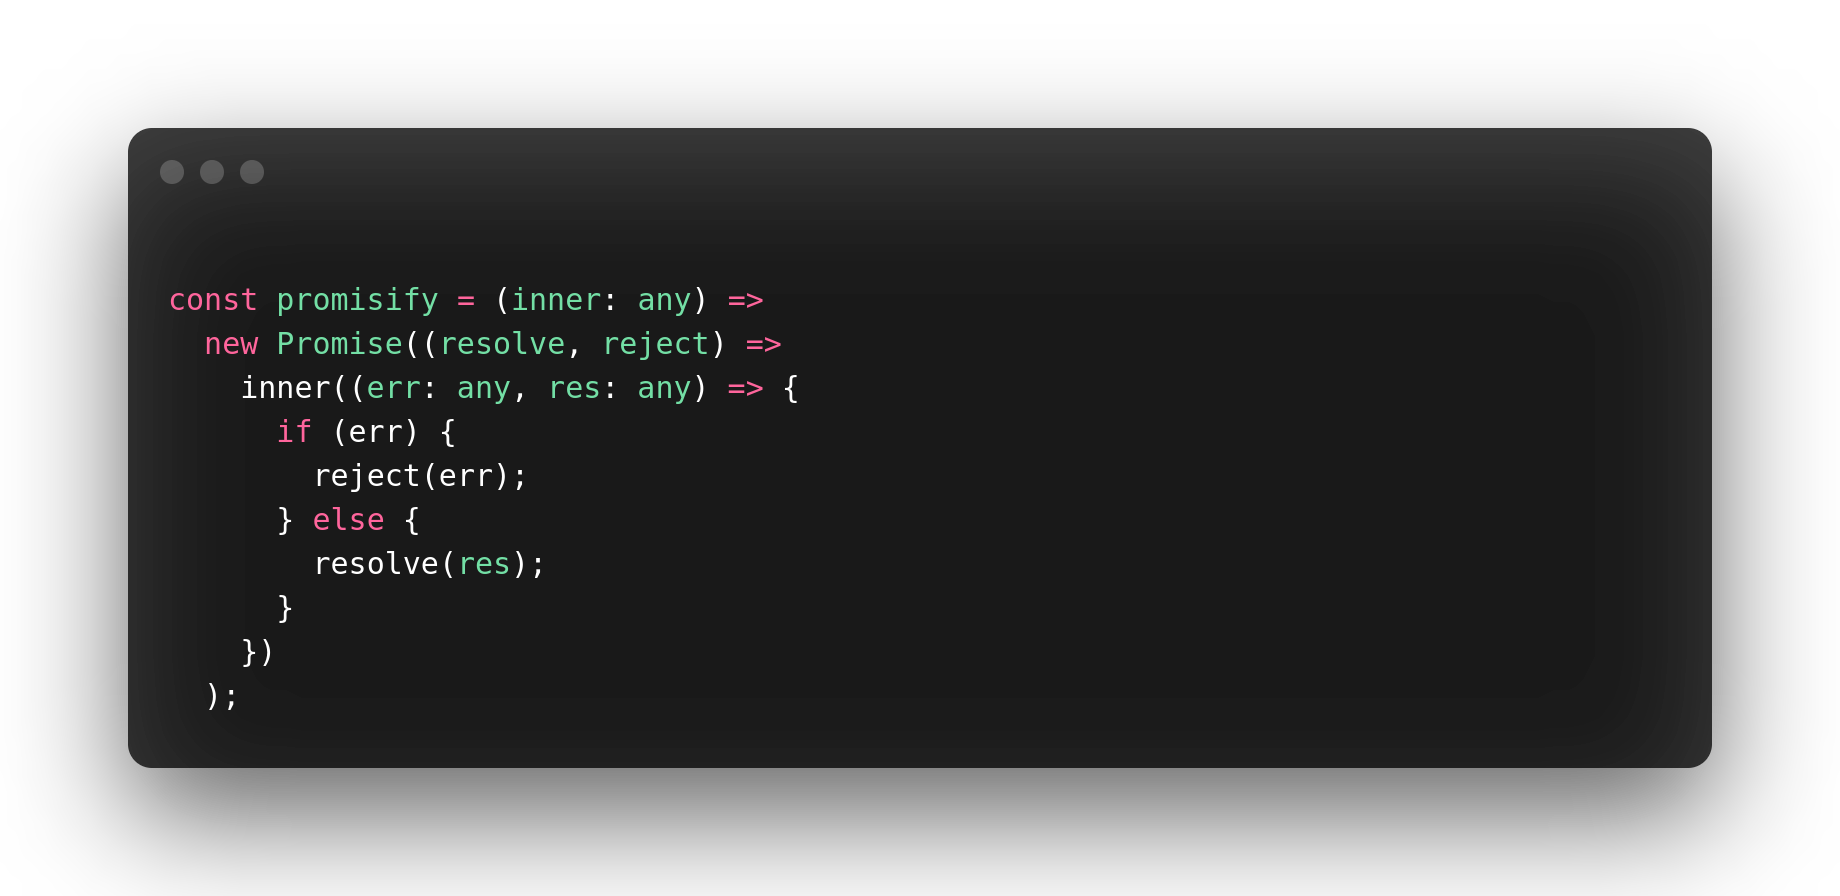 const promisify = (inner: any) =>
  new Promise((resolve, reject) =>
    inner((err: any, res: any) => {
      if (err) {
        reject(err);
      } else {
        resolve(res);
      }
    })
  );